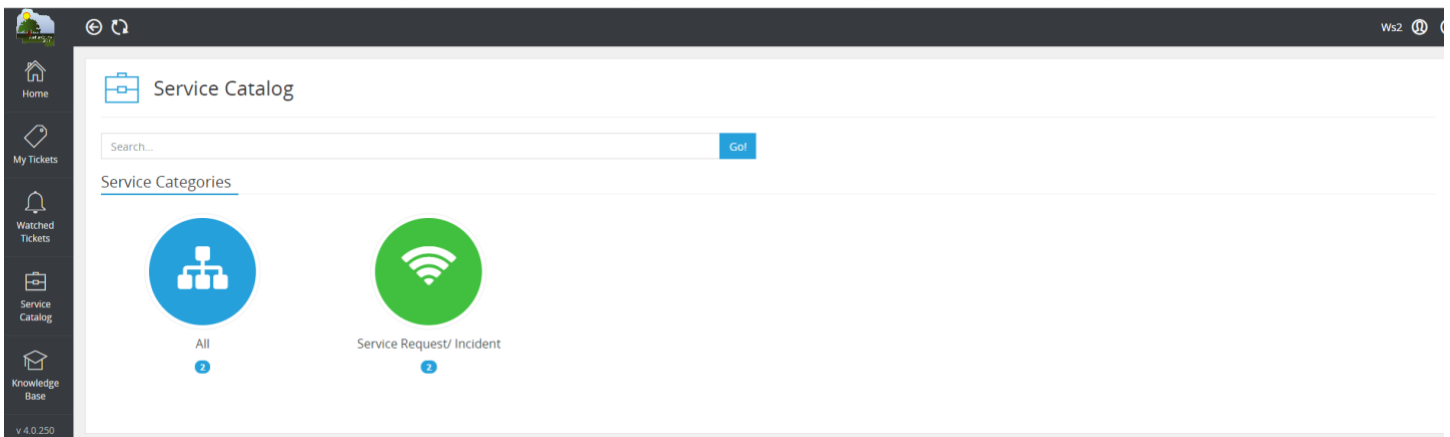 Ws2
Home
My Tickets
Watched
Tickets
Service
Catalog
Knowledge
Base
v 4.0.250
Service Catalog
Search...
Go!
Service Categories
All
2
Service Request/ Incident
2